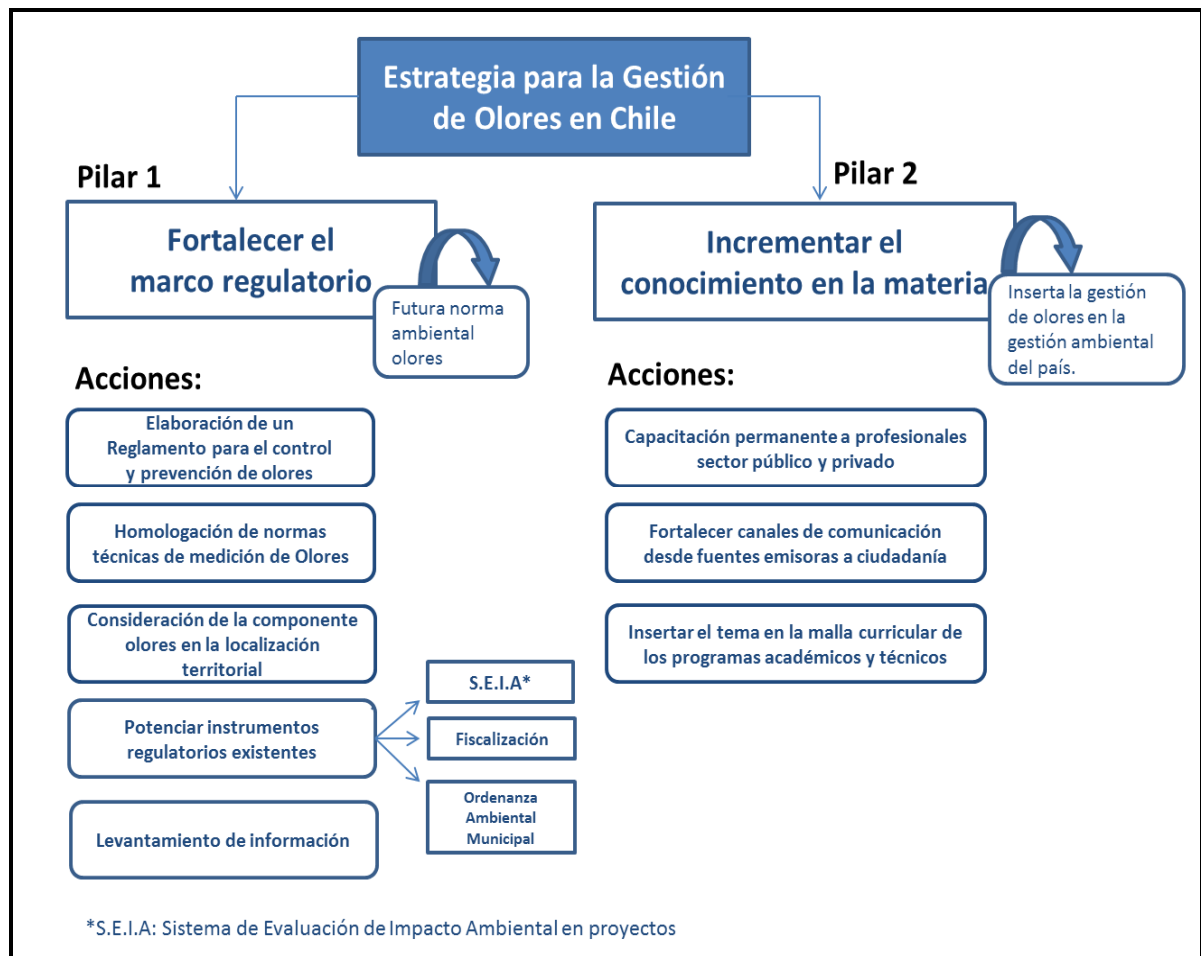 Estrategia para la Gestión
de Olores en Chile
Pilar 1
Fortalecer el
marco regulatorio
Futura norma
ambiental
olores
Acciones:
Elaboración de un
Reglamento para el control
y prevención de olores
Homologación de normas
técnicas de medición de Olores
Consideración de la componente
olores en la localización
territorial
Potenciar instrumentos
regulatorios existentes
S.E.I.A*
Fiscalización
Ordenanza
Ambiental
Municipal
Levantamiento de información
Pilar 2
Incrementar el
conocimiento en la materia
Inserta la gestión
de olores en la
gestión ambiental
del país.
Acciones:
Capacitación permanente a profesionales
sector público y privado
Fortalecer canales de comunicación
desde fuentes emisoras a ciudadanía
Insertar el tema en la malla curricular de
los programas académicos y técnicos
*S.E.I.A: Sistema de Evaluación de Impacto Ambiental en proyectos